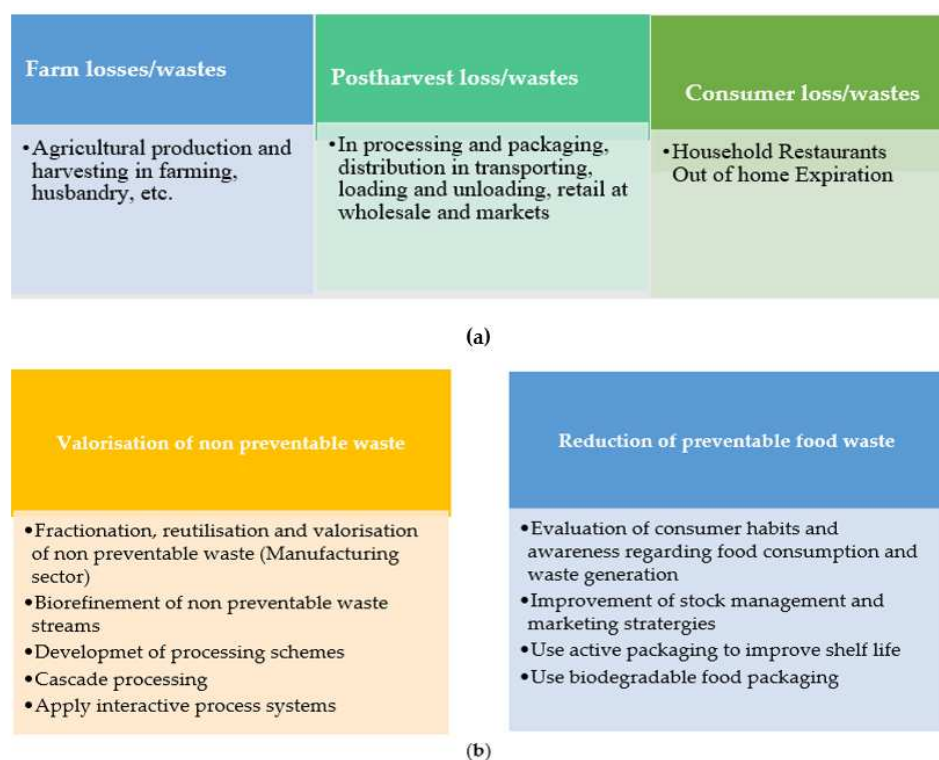 Farm losses/wastes
•Agricultural production and
harvesting in farming,
husbandry, etc.
Postharvest loss/wastes
•In processing and packaging,
distribution in transporting,
loading and unloading, retail at
wholesale and markets
Consumer loss/wastes
•Household Restaurants
Out of home Expiration
(a)
Valorisation of non preventable waste
•Fractionation, reutilisation and valorisation
of non preventable waste (Manufacturing
sector)
•Biorefinement of non preventable waste
streams
•Developmet of processing schemes
•Cascade processing
•Apply interactive process systems
Reduction of preventable food waste
•Evaluation of consumer habits and
awareness regarding food consumption and
waste generation
•Improvement of stock management and
marketing stratergies
•Use active packaging to improve shelf life
•Use biodegradable food packaging
(b)